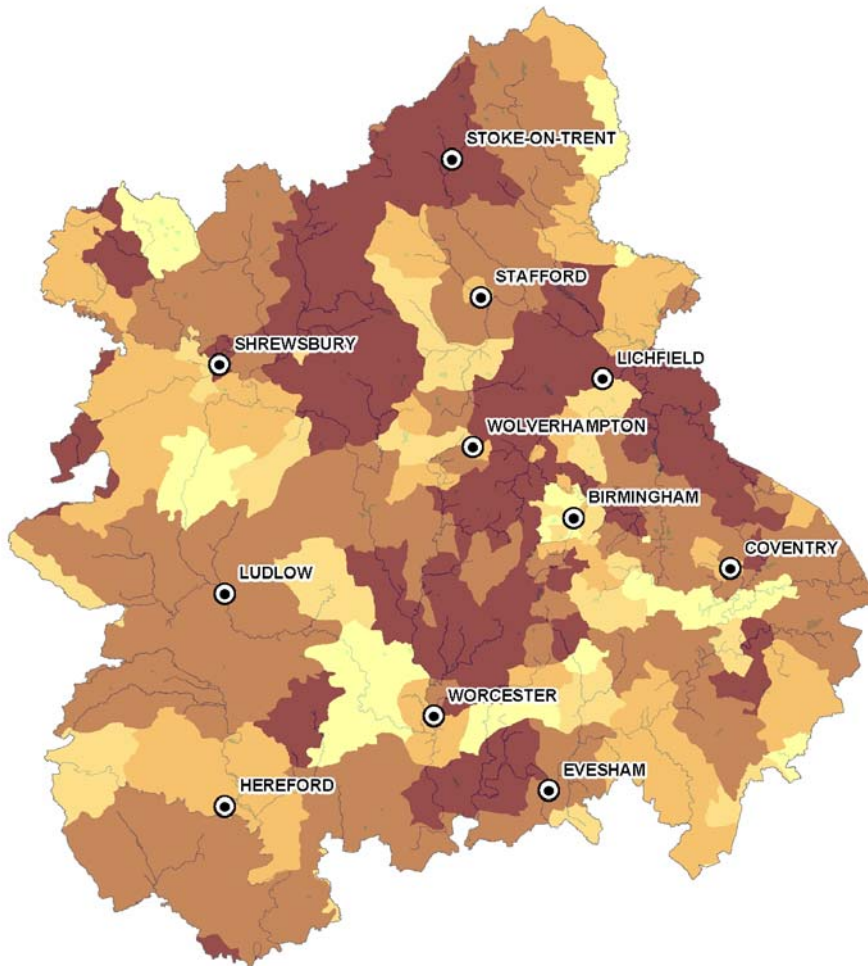 STOKE-ON-TRENT
STAFFORD
SHREWSBURY
LICHFIELD
WOLVERHAMPTON
BIRMINGHAM
COVENTRY
LUDLOW
WORCESTER
EVESHAM
HEREFORD